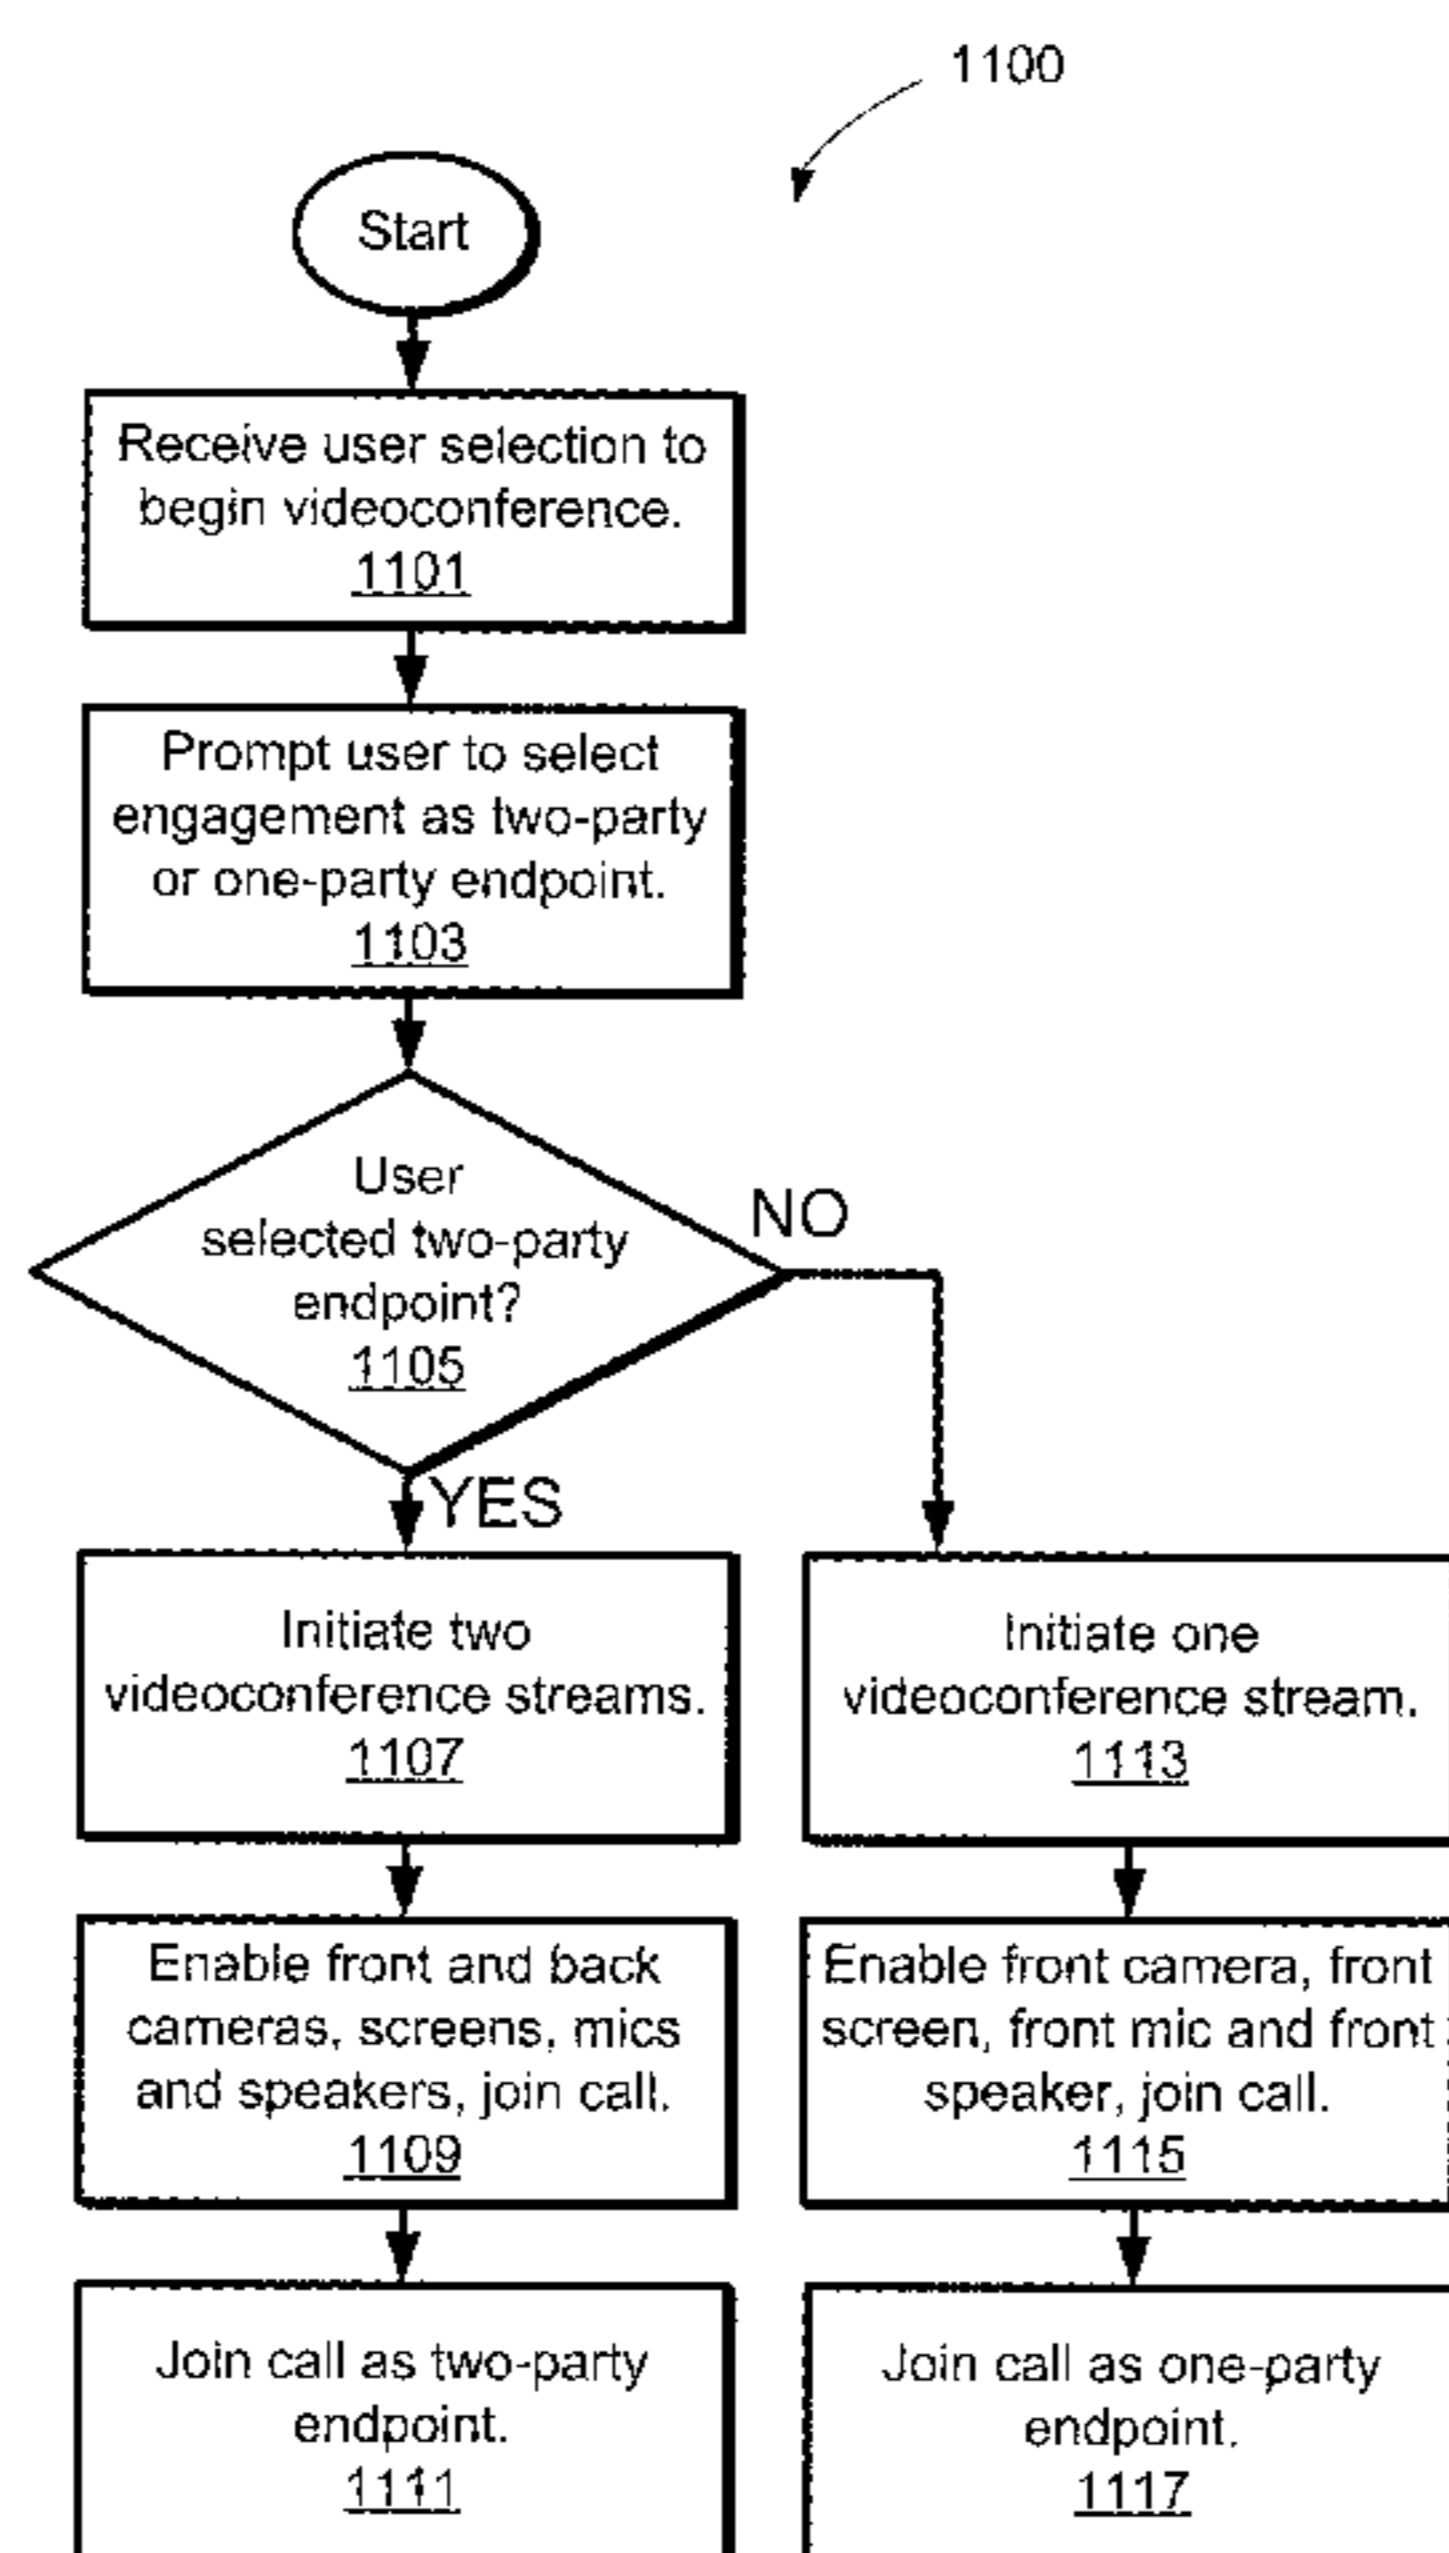 1100
Start
Receive user selection to
begin videoconference.
1101
Prompt user to select
engagement as two-party
or one-party endpoint.
1103
User
selected two-party
endpoint?
1105
NO
YES
Initiate two
videoconference streams.
1107
Initiate one
videoconference stream.
1113
Enable front and back
cameras, screens, mics
and speakers, join call.
1109
Enable front camera, front
screen, front mic and front
speaker, join call.
1115
Join call as two-party
endpoint.
1111
Join call as one-party
endpoint.
1117